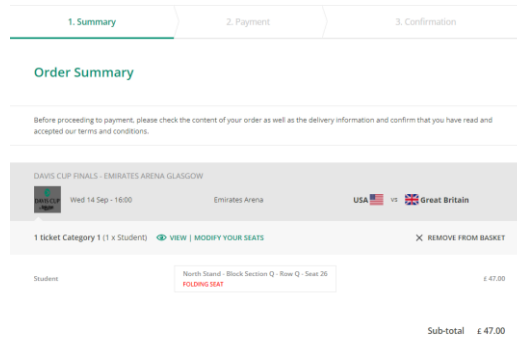 1. Summary
2. Payment
3. Confirmation
Order Summary
Before proceeding to payment, please check the content of your order as well as the delivery information and confirm that you have read and
accepted our terms and conditions.
DAVIS CUP FINALS - EMIRATES ARENA GLASGOW
DAVIS CUP
Wed 14 Sep - 16:00
Emirates Arena
USA vs Great Britain
1 ticket Category 1 (1 x Student) VIEW | MODIFY YOUR SEATS
REMOVE FROM BASKET
Student
North Stand - Block Section Q - Row Q - Seat 26
FOLDING SEAT
£ 47.00
Sub-total £ 47.00